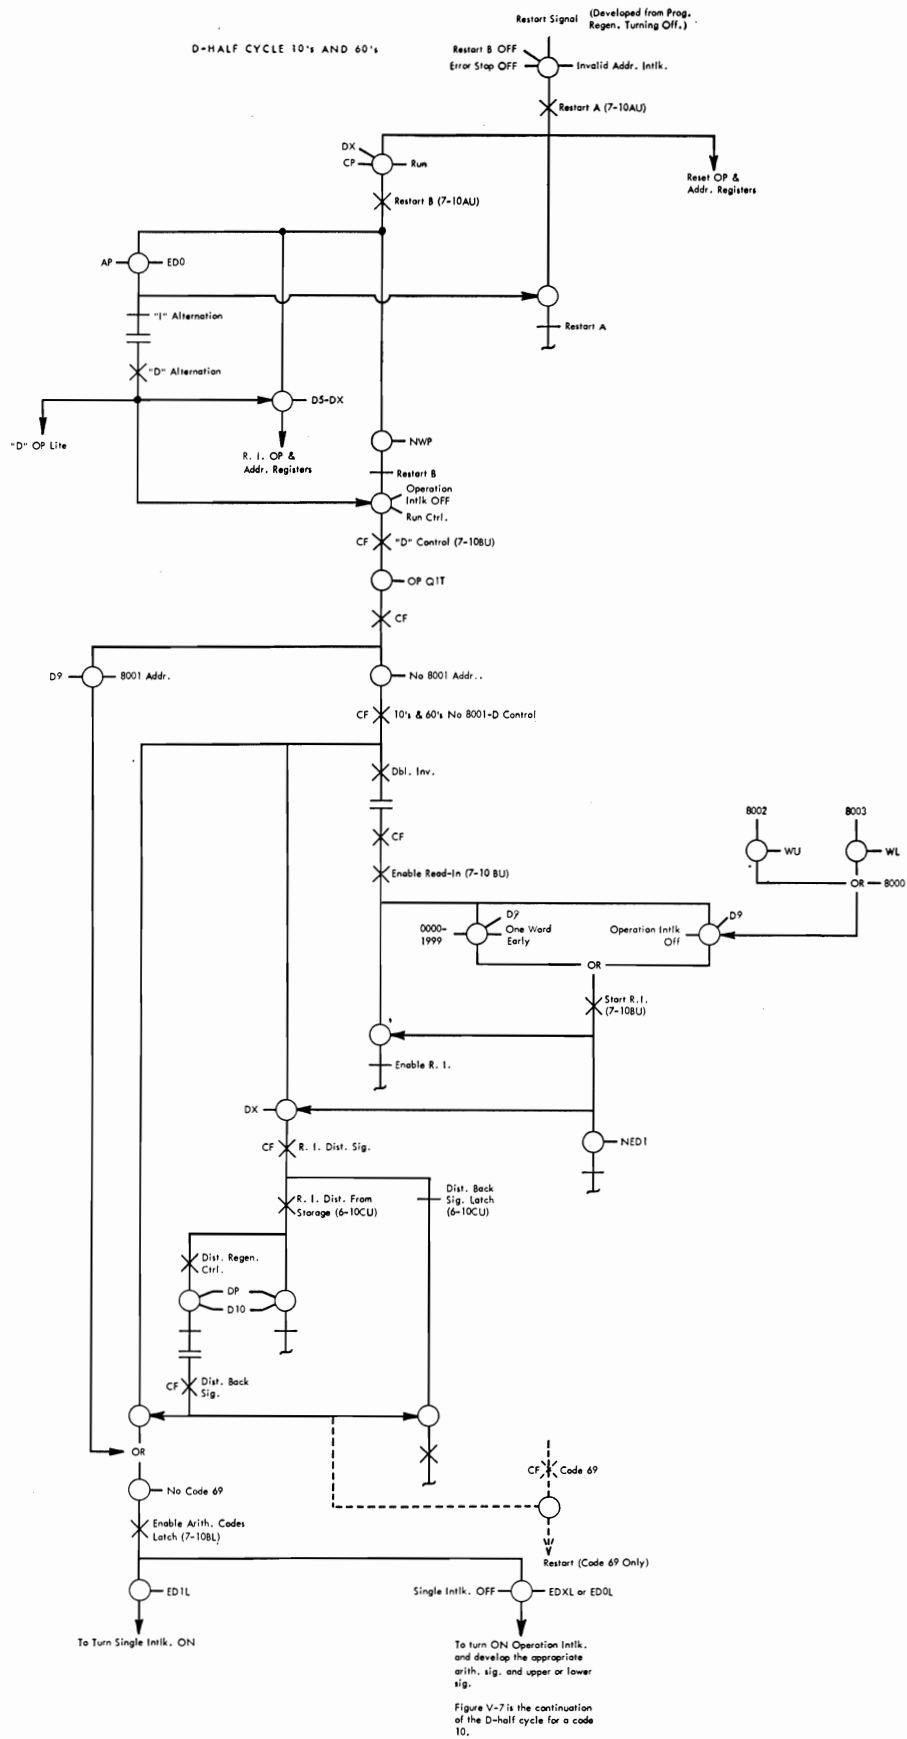 Restart Signal
(Developed from Prog.
Regen. Turning Off.)
D-HALF CYCLE 10's AND 60's
Restart B OFF
Error Stop OFF
Invalid Addr. Intlk.
Restart A (7-10AU)
DX
CP
Run
Reset OP &
Addr. Registers
Restart B (7-10AU)
AP
ED0
"I" Alternation
Restart A
"D" Alternation
D5-DX
"D" OP Lite
R. I. OP &
Addr. Registers
NWP
Restart B
Operation
Intlk OFF
Run Ctrl.
CF
"D" Control (7-10BU)
OP Q1T
CF
D9
8001 Addr.
No 8001 Addr..
CF
10's & 60's No 8001-D Control
Dbl. Inv.
8002
8003
CF
WU
WL
Enable Read-In (7-10 BU)
OR
8000
D9
D9
0000-
1999
One Word
Early
Operation Intlk
Off
OR
Start R.I.
(7-10BU)
Enable R. I.
DX
NED1
CF
R. I. Dist. Sig.
R. I. Dist. From
Storage (6-10CU)
Dist. Back
Sig. Latch
(6-10CU)
Dist. Regen.
Ctrl.
DP
D10
CF
Dist. Back
Sig.
OR
CF
Code 69
No Code 69
Enable Arith. Codes
Latch (7-10BL)
Restart (Code 69 Only)
ED1L
Single Intlk. OFF
EDXL or ED0L
To Turn Single Intlk. ON
To turn ON Operation Intlk.
and develop the appropriate
arith. sig. and upper or lower
sig.
Figure V-7 is the continuation
of the D-half cycle for a code
10.